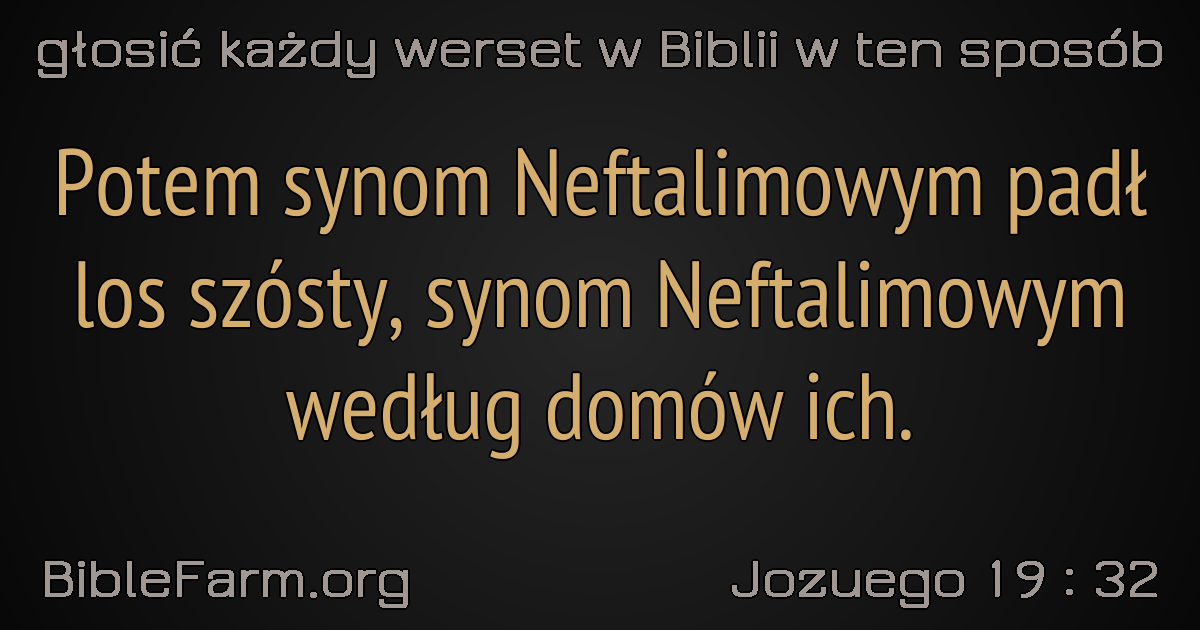 głosić każdy werset w Biblii w ten sposób
Potem synom Neftalimowym padł
los szósty, synom Neftalimowym
według domów ich.
BibleFarm.org
Jozuego 19 : 32